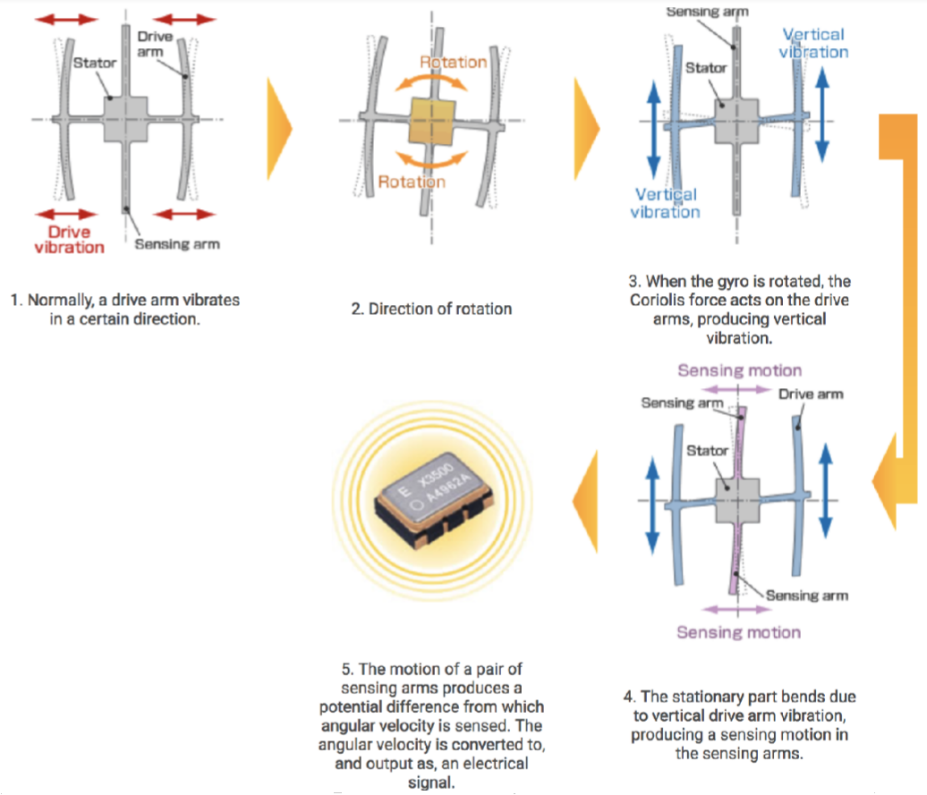 Drive
arm
Stator
Drive
vibration
Sensing arm
1. Normally, a drive arm vibrates
in a certain direction.
Rotation
Rotation
2. Direction of rotation
Sensing arm
Vertical
vibration
Stator
Vertical
vibration
3. When the gyro is rotated, the
Coriolis force acts on the drive
arms, producing vertical
vibration.
Sensing motion
Sensing arm
Drive arm
Stator
Sensing arm
Sensing motion
4. The stationary part bends due
to vertical drive arm vibration,
producing a sensing motion in
the sensing arms.
E X3500
O A4962A
5. The motion of a pair of
sensing arms produces a
potential difference from which
angular velocity is sensed. The
angular velocity is converted to,
and output as, an electrical
signal.